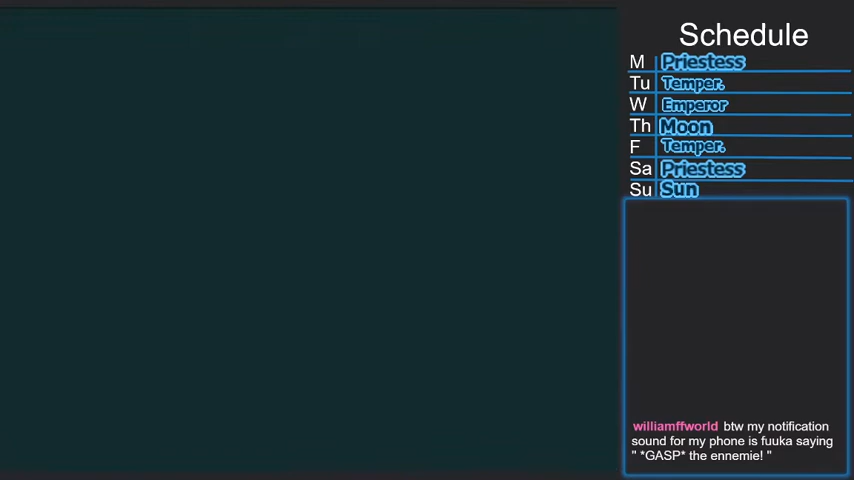 Schedule
M Priestess
Tu Temper.
W Emperor
Th Moon
F Temper.
Sa Priestess
Su Sun
williamffworld btw my notification
sound for my phone is fuuka saying
" *GASP* the ennemie! "